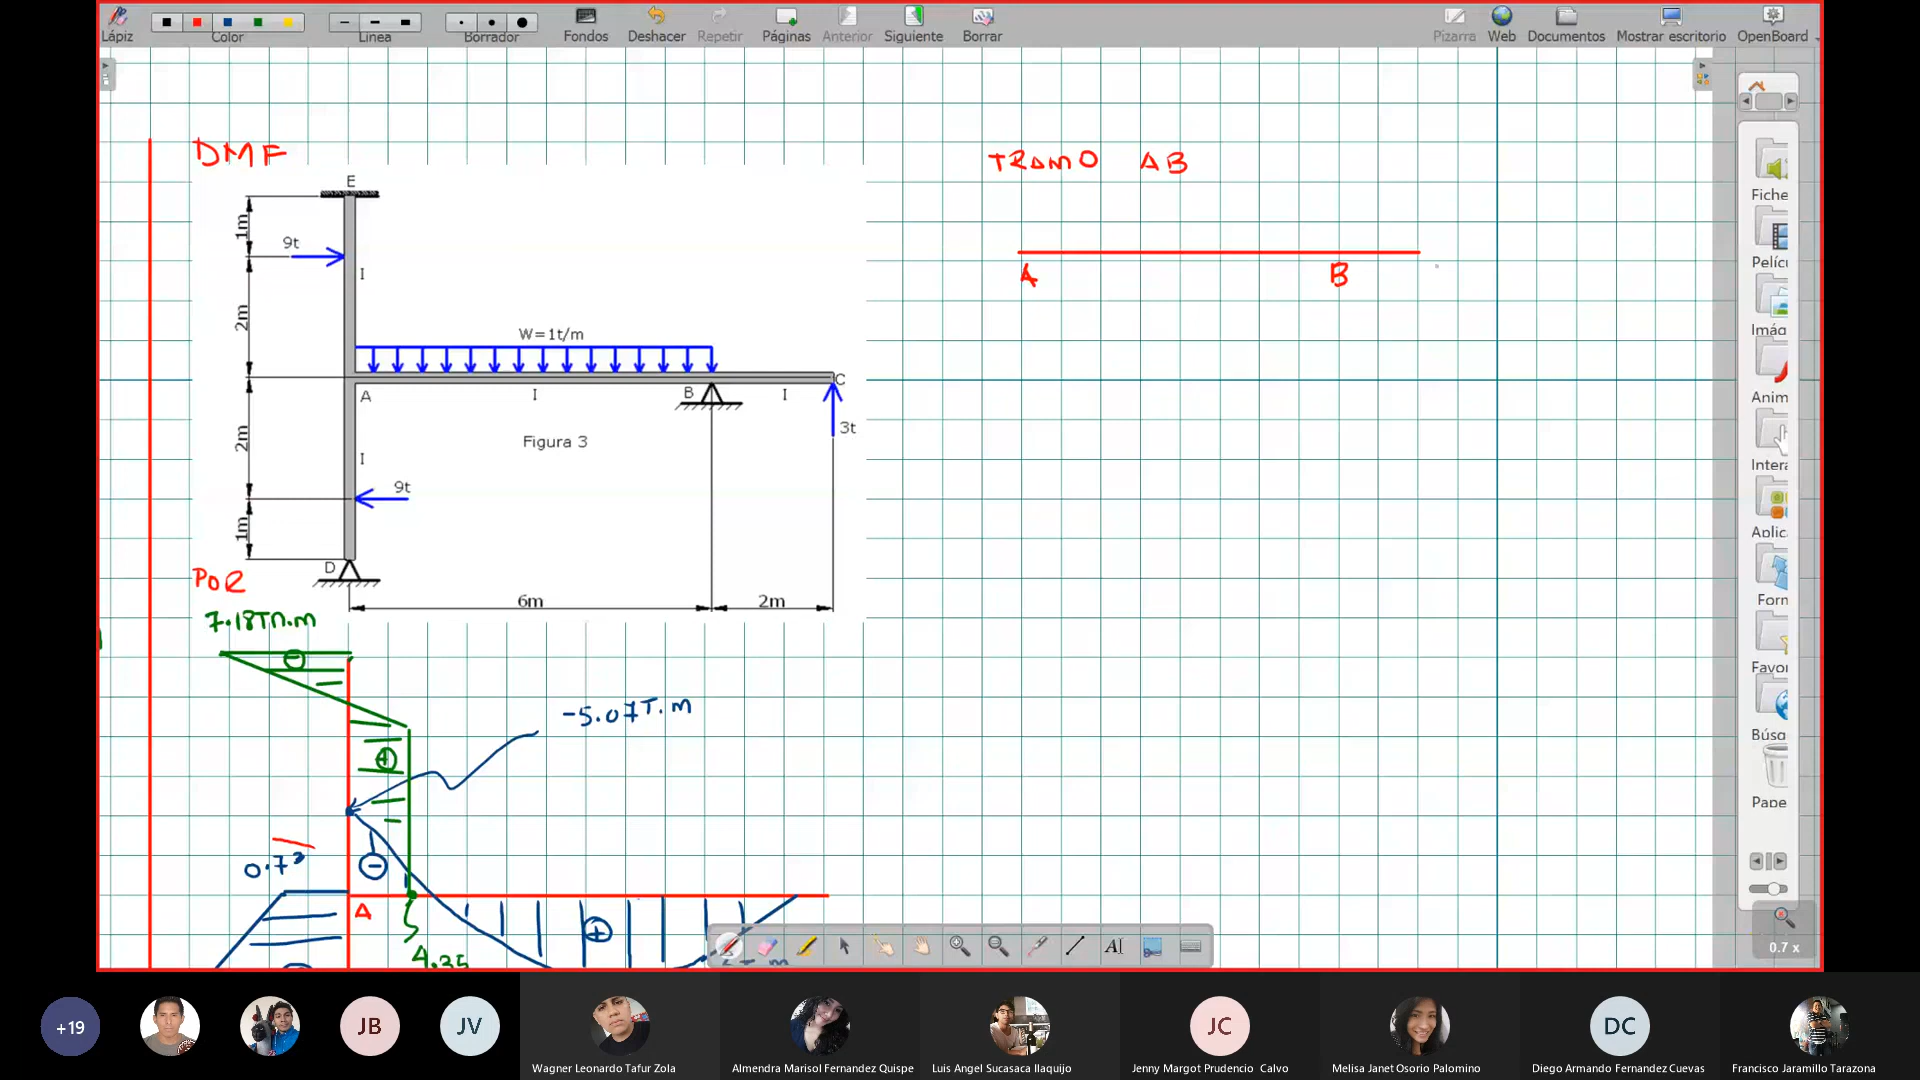 Lápiz
Color
Línea
Borrador
Fondos
Deshacer
Repetir
Páginas
Anterior
Siguiente
Borrar
Pizarra
Web
Documentos
Mostrar escritorio
OpenBoard
DMF
TRAMO AB
E
1m
9t
I
2m
W=1t/m
A
I
B
I
C
3t
Figura 3
2m
I
9t
1m
D
6m
2m
POR
7.18TN.m
-5.07T.m
0.73
A
4.25
A
B
Fiche
Pelícu
Imág
Anim
Intera
Aplic
Form
Favor
Búsq
Pape
0.7 x
+19
JB
JV
JC
DC
Wagner Leonardo Tafur Zola
Almendra Marisol Fernandez Quispe
Luis Angel Sucasaca Ilaquijo
Jenny Margot Prudencio Calvo
Melisa Janet Osorio Palomino
Diego Armando Fernandez Cuevas
Francisco Jaramillo Tarazona